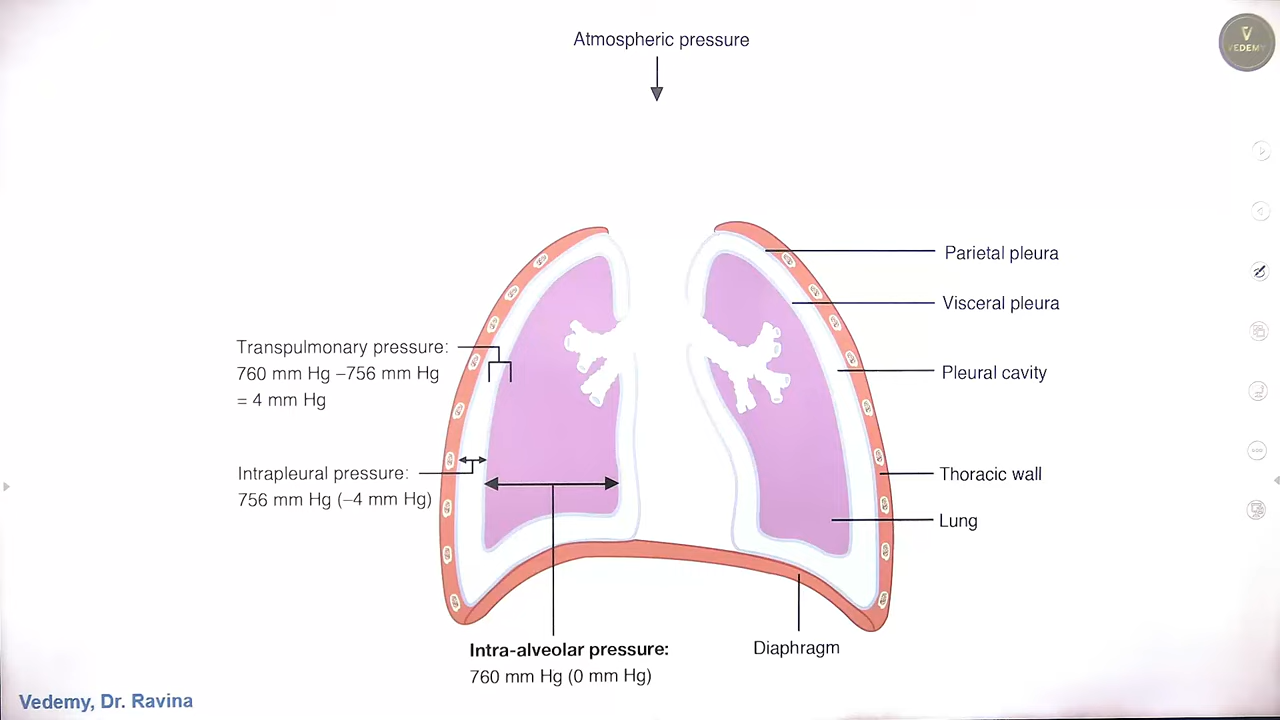 Atmospheric pressure
VEDEMY
Parietal pleura
Visceral pleura
Transpulmonary pressure:
760 mm Hg –756 mm Hg
= 4 mm Hg
Pleural cavity
Intrapleural pressure:
756 mm Hg (–4 mm Hg)
Thoracic wall
Lung
Intra-alveolar pressure:
760 mm Hg (0 mm Hg)
Diaphragm
Vedemy, Dr. Ravina